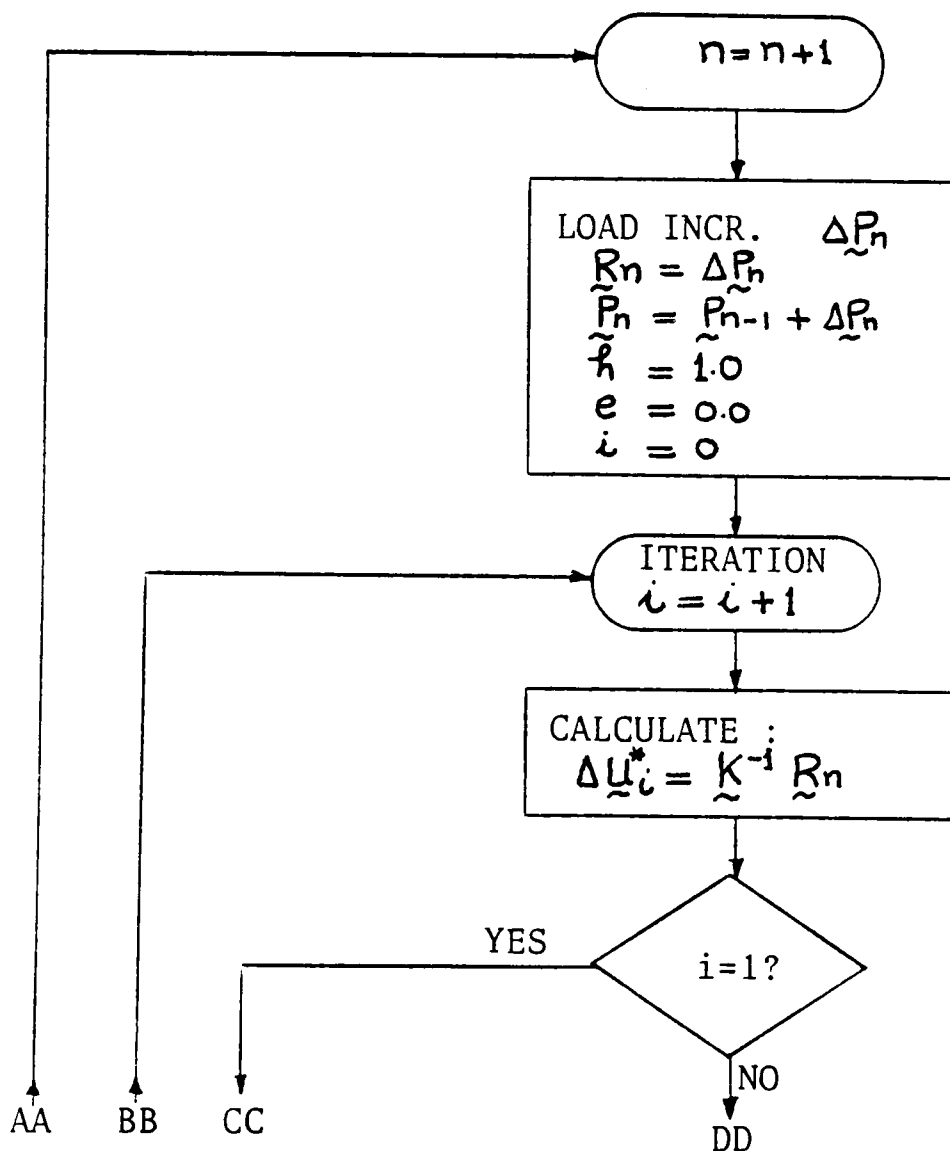 n = n+1
LOAD INCR. ΔP̰n
R̰n = ΔP̰n
P̰n = P̰n-1 + ΔP̰n
h = 1.0
e = 0.0
i = 0
ITERATION
i = i + 1
CALCULATE :
ΔṴ*i = K̰⁻¹ R̰n
YES
i=1?
NO
AA BB CC
DD